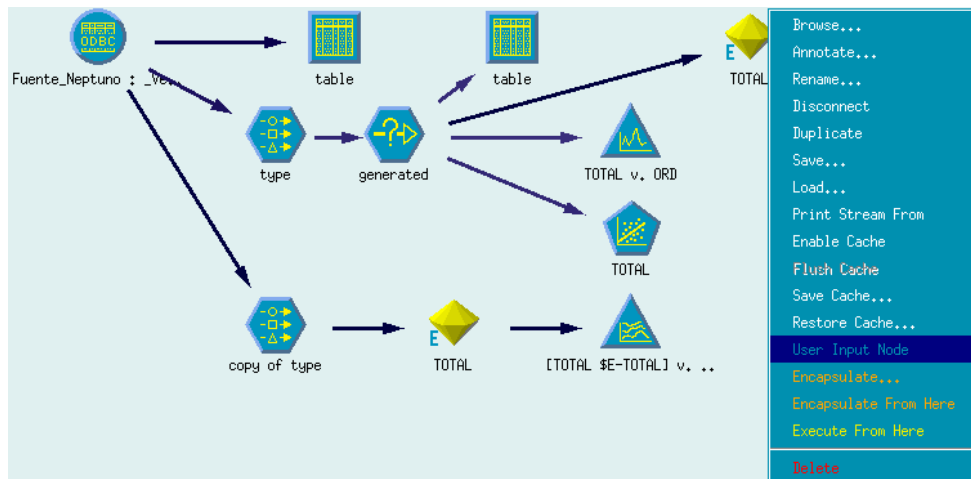 ODBC
Fuente_Neptuno : _Ve..
table
table
E
TOTAL
type
-?-
generated
TOTAL v. ORD
TOTAL
copy of type
E
TOTAL
[TOTAL $E-TOTAL] v. ..
Browse...
Annotate...
Rename...
Disconnect
Duplicate
Save...
Load...
Print Stream From
Enable Cache
Flush Cache
Save Cache...
Restore Cache...
User Input Node
Encapsulate...
Encapsulate From Here
Execute From Here
Delete